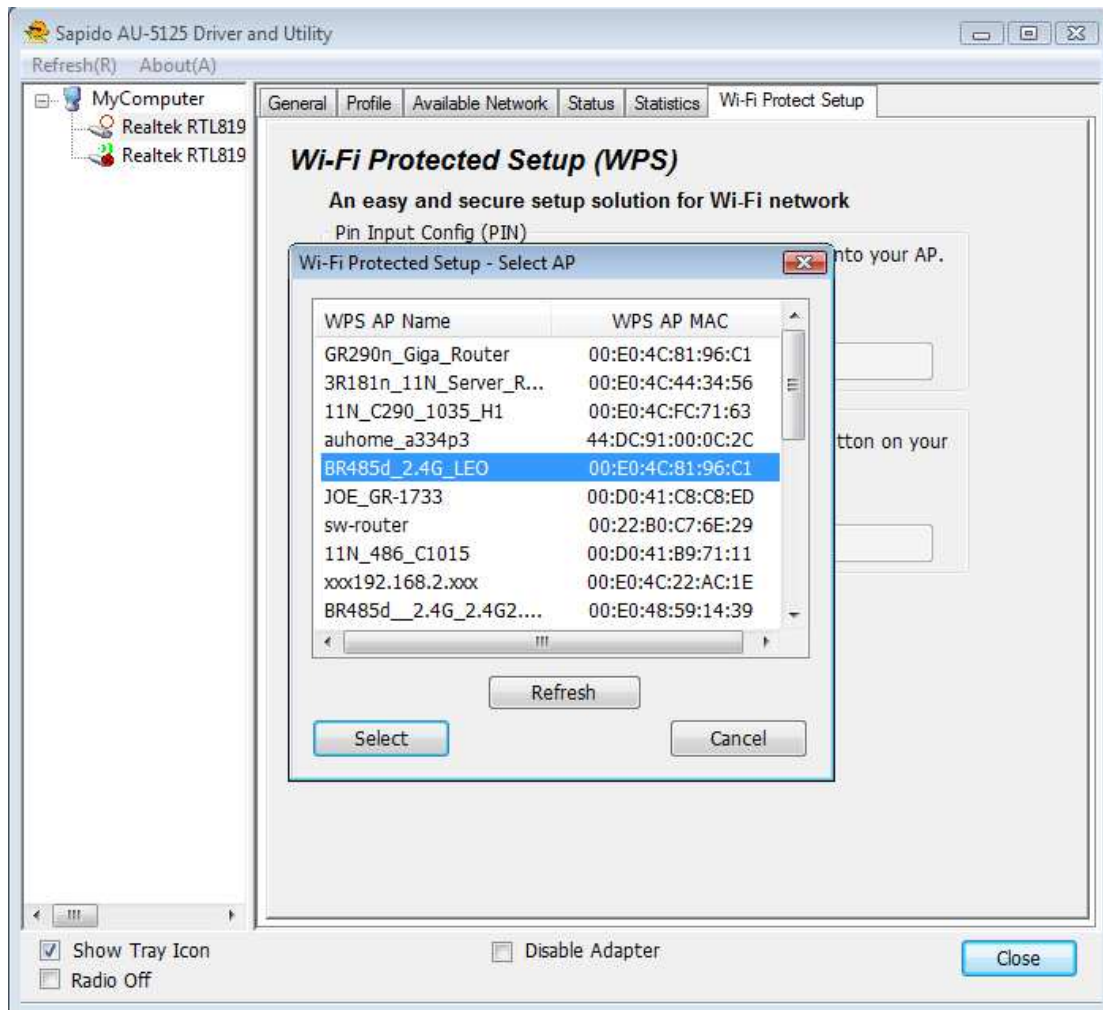 Sapido AU-5125 Driver and Utility
Refresh(R) About(A)
MyComputer
Realtek RTL819
Realtek RTL819
General Profile Available Network Status Statistics Wi-Fi Protect Setup
Wi-Fi Protected Setup (WPS)
An easy and secure setup solution for Wi-Fi network
Pin Input Config (PIN)
nto your AP.
Wi-Fi Protected Setup - Select AP
WPS AP Name WPS AP MAC
GR290n_Giga_Router 00:E0:4C:81:96:C1
3R181n_11N_Server_R... 00:E0:4C:44:34:56
11N_C290_1035_H1 00:E0:4C:FC:71:63
auhome_a334p3 44:DC:91:00:0C:2C
BR485d_2.4G_LEO 00:E0:4C:81:96:C1
tton on your
JOE_GR-1733 00:D0:41:C8:C8:ED
sw-router 00:22:B0:C7:6E:29
11N_486_C1015 00:D0:41:B9:71:11
xxx192.168.2.xxx 00:E0:4C:22:AC:1E
BR485d__2.4G_2.4G2.... 00:E0:48:59:14:39
Refresh
Select Cancel
Show Tray Icon Disable Adapter
Radio Off
Close